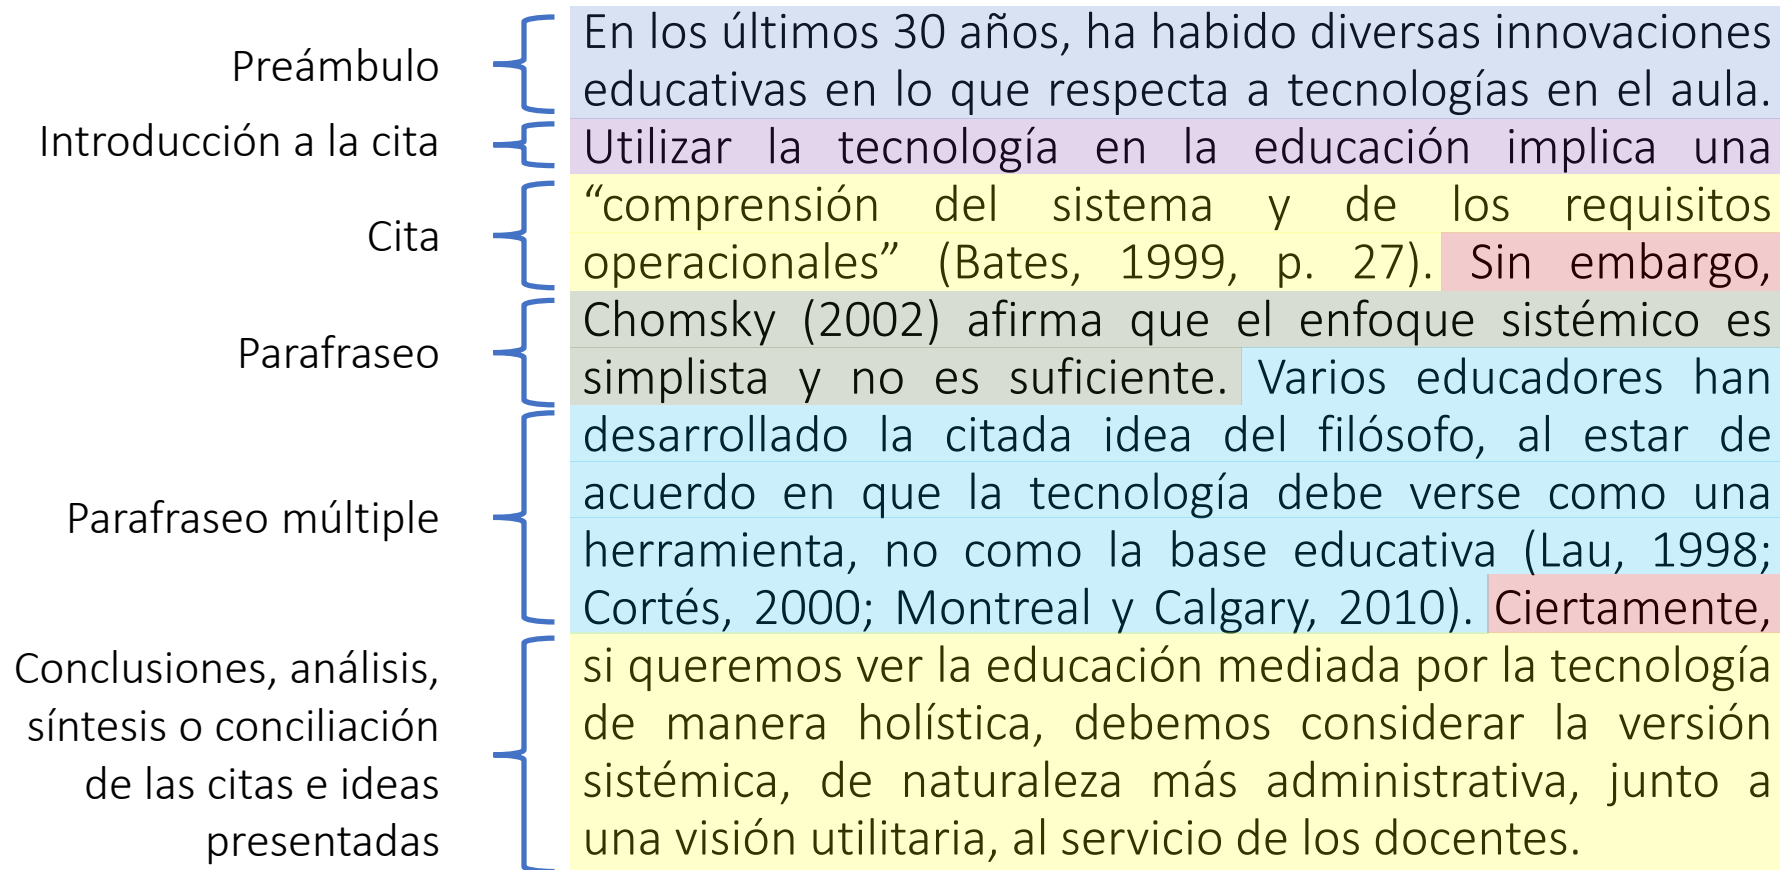 Preámbulo
Introducción a la cita
Cita
Parafraseo
Parafraseo múltiple
Conclusiones, análisis,
síntesis o conciliación
de las citas e ideas
presentadas
En los últimos 30 años, ha habido diversas innovaciones
educativas en lo que respecta a tecnologías en el aula.
Utilizar la tecnología en la educación implica una
“comprensión del sistema y de los requisitos
operacionales” (Bates, 1999, p. 27). Sin embargo,
Chomsky (2002) afirma que el enfoque sistémico es
simplista y no es suficiente. Varios educadores han
desarrollado la citada idea del filósofo, al estar de
acuerdo en que la tecnología debe verse como una
herramienta, no como la base educativa (Lau, 1998;
Cortés, 2000; Montreal y Calgary, 2010). Ciertamente,
si queremos ver la educación mediada por la tecnología
de manera holística, debemos considerar la versión
sistémica, de naturaleza más administrativa, junto a
una visión utilitaria, al servicio de los docentes.